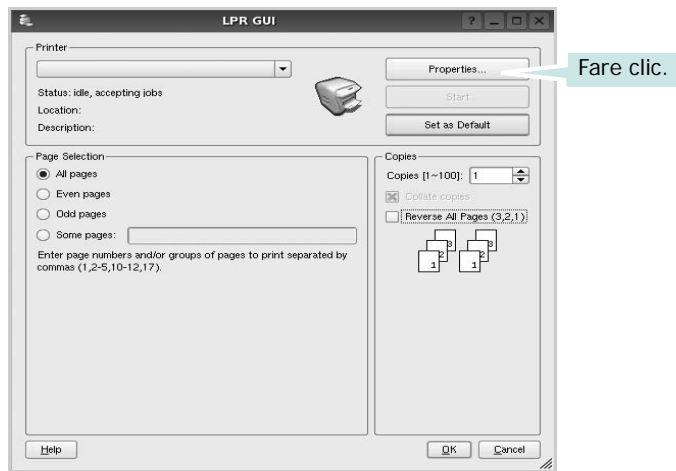 LPR GUI
Printer
Properties...
Fare clic.
Status: idle, accepting jobs
Start
Location:
Description:
Set as Default
Page Selection
All pages
Even pages
Odd pages
Some pages:
Enter page numbers and/or groups of pages to print separated by
commas (1,2-5,10-12,17).
Copies
Copies [1~100]: 1
Collate copies
Reverse All Pages (3,2,1)
3 3
2 2
1 1
Help
OK
Cancel